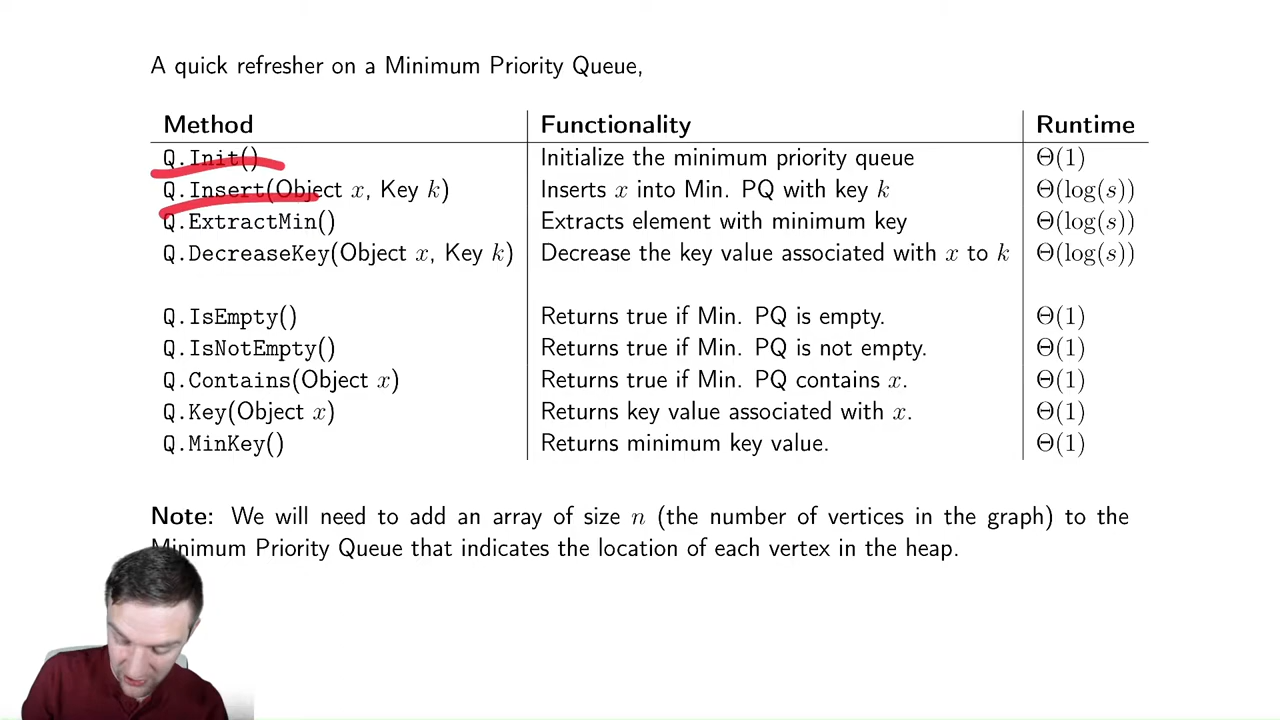 A quick refresher on a Minimum Priority Queue,
Method Functionality Runtime
Q.Init() Initialize the minimum priority queue Θ(1)
Q.Insert(Object x, Key k) Inserts x into Min. PQ with key k Θ(log(s))
Q.ExtractMin() Extracts element with minimum key Θ(log(s))
Q.DecreaseKey(Object x, Key k) Decrease the key value associated with x to k Θ(log(s))
Q.IsEmpty() Returns true if Min. PQ is empty. Θ(1)
Q.IsNotEmpty() Returns true if Min. PQ is not empty. Θ(1)
Q.Contains(Object x) Returns true if Min. PQ contains x. Θ(1)
Q.Key(Object x) Returns key value associated with x. Θ(1)
Q.MinKey() Returns minimum key value. Θ(1)
Note: We will need to add an array of size n (the number of vertices in the graph) to the
Minimum Priority Queue that indicates the location of each vertex in the heap.